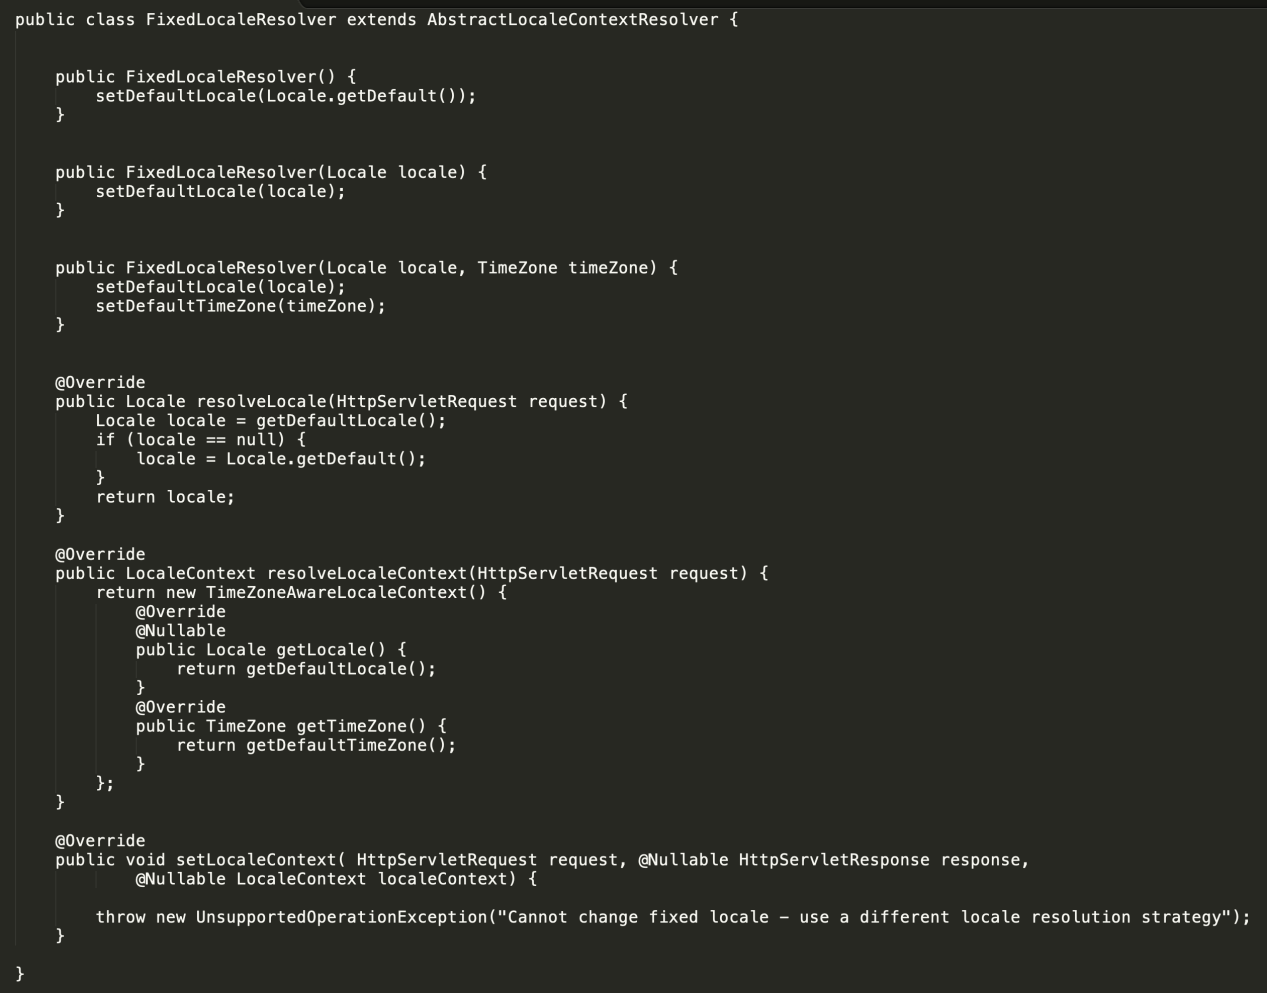 public class FixedLocaleResolver extends AbstractLocaleContextResolver {
public FixedLocaleResolver() {
setDefaultLocale(Locale.getDefault());
}
public FixedLocaleResolver(Locale locale) {
setDefaultLocale(locale);
}
public FixedLocaleResolver(Locale locale, TimeZone timeZone) {
setDefaultLocale(locale);
setDefaultTimeZone(timeZone);
}
@Override
public Locale resolveLocale(HttpServletRequest request) {
Locale locale = getDefaultLocale();
if (locale == null) {
locale = Locale.getDefault();
}
return locale;
}
@Override
public LocaleContext resolveLocaleContext(HttpServletRequest request) {
return new TimeZoneAwareLocaleContext() {
@Override
@Nullable
public Locale getLocale() {
return getDefaultLocale();
}
@Override
public TimeZone getTimeZone() {
return getDefaultTimeZone();
}
};
}
@Override
public void setLocaleContext( HttpServletRequest request, @Nullable HttpServletResponse response,
@Nullable LocaleContext localeContext) {
throw new UnsupportedOperationException("Cannot change fixed locale – use a different locale resolution strategy");
}
}